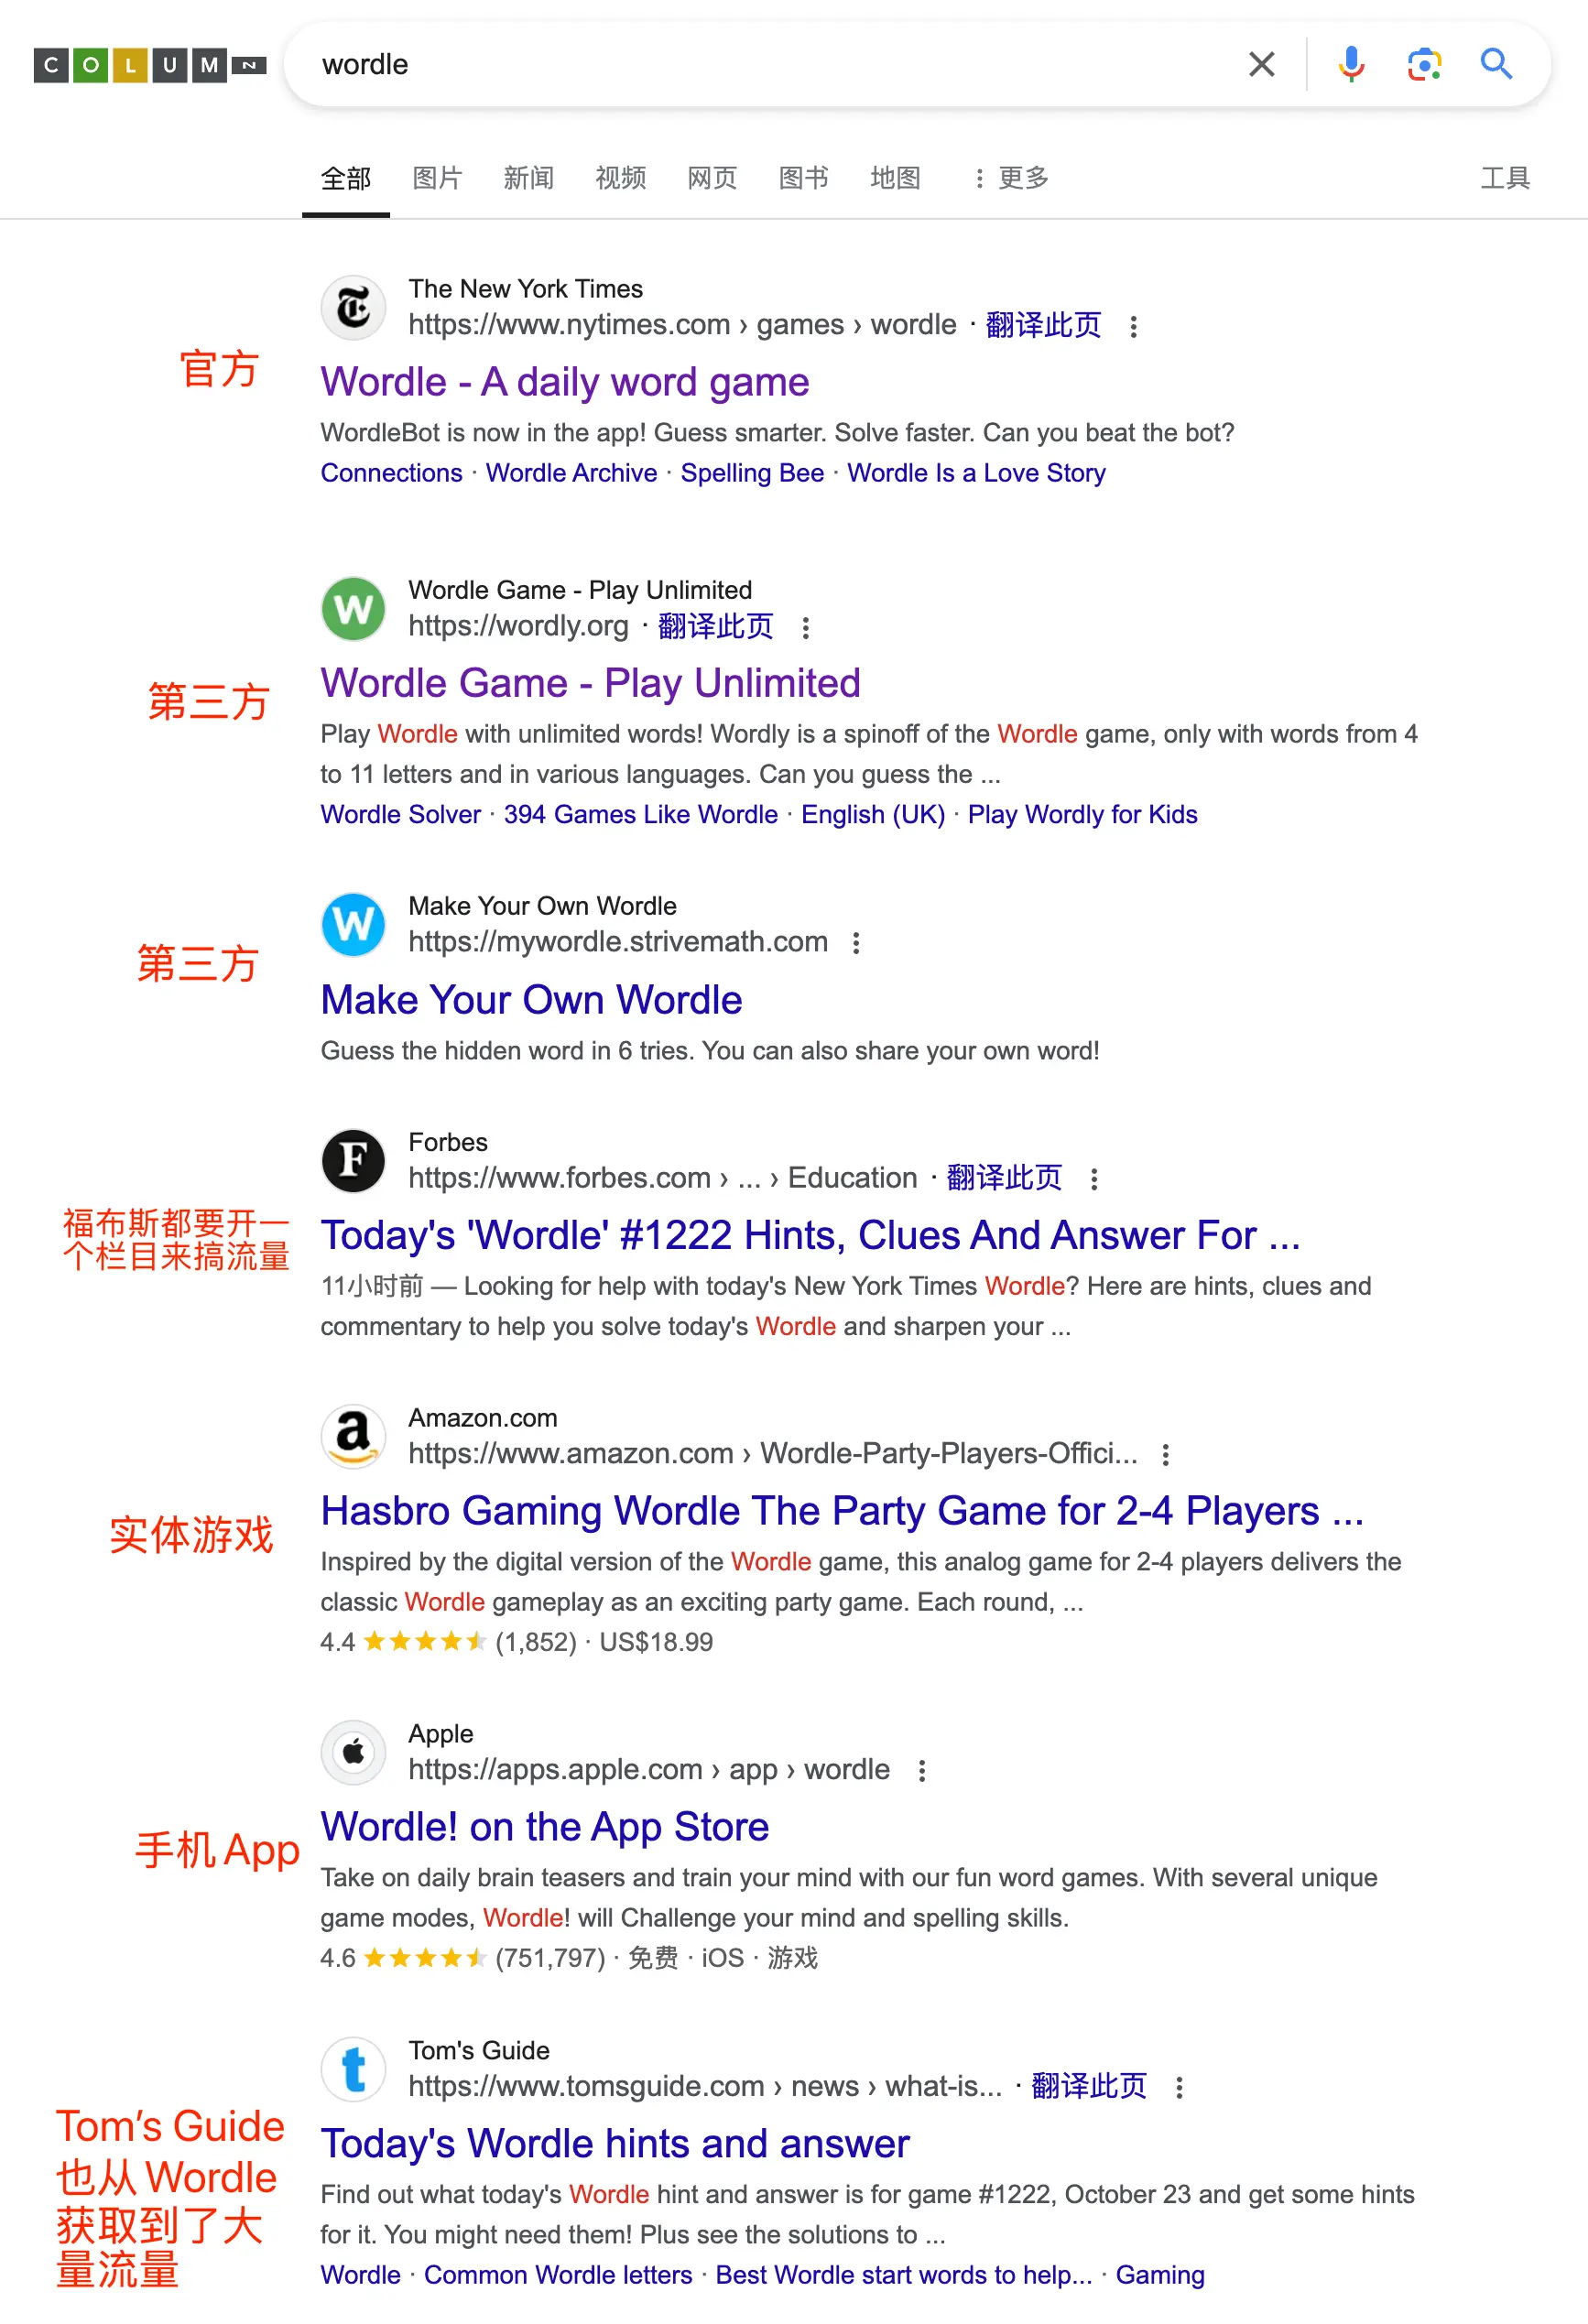 COLUMN
wordle
全部 图片 新闻 视频 网页 图书 地图 更多 工具
The New York Times
https://www.nytimes.com › games › wordle · 翻译此页
官方
Wordle - A daily word game
WordleBot is now in the app! Guess smarter. Solve faster. Can you beat the bot?
Connections · Wordle Archive · Spelling Bee · Wordle Is a Love Story
W
Wordle Game - Play Unlimited
https://wordly.org · 翻译此页
第三方
Wordle Game - Play Unlimited
Play Wordle with unlimited words! Wordly is a spinoff of the Wordle game, only with words from 4
to 11 letters and in various languages. Can you guess the ...
Wordle Solver · 394 Games Like Wordle · English (UK) · Play Wordly for Kids
W
Make Your Own Wordle
https://mywordle.strivemath.com
第三方
Make Your Own Wordle
Guess the hidden word in 6 tries. You can also share your own word!
F
Forbes
https://www.forbes.com › ... › Education · 翻译此页
福布斯都要开一
个栏目来搞流量
Today's 'Wordle' #1222 Hints, Clues And Answer For ...
11小时前 — Looking for help with today's New York Times Wordle? Here are hints, clues and
commentary to help you solve today's Wordle and sharpen your ...
a
Amazon.com
https://www.amazon.com › Wordle-Party-Players-Offici...
实体游戏
Hasbro Gaming Wordle The Party Game for 2-4 Players ...
Inspired by the digital version of the Wordle game, this analog game for 2-4 players delivers the
classic Wordle gameplay as an exciting party game. Each round, ...
4.4 ★★★★★ (1,852) · US$18.99
Apple
https://apps.apple.com › app › wordle
手机 App
Wordle! on the App Store
Take on daily brain teasers and train your mind with our fun word games. With several unique
game modes, Wordle! will Challenge your mind and spelling skills.
4.6 ★★★★★ (751,797) · 免费 · iOS · 游戏
t
Tom's Guide
https://www.tomsguide.com › news › what-is... · 翻译此页
Tom's Guide
也从 Wordle
获取到了大
量流量
Today's Wordle hints and answer
Find out what today's Wordle hint and answer is for game #1222, October 23 and get some hints
for it. You might need them! Plus see the solutions to ...
Wordle · Common Wordle letters · Best Wordle start words to help... · Gaming